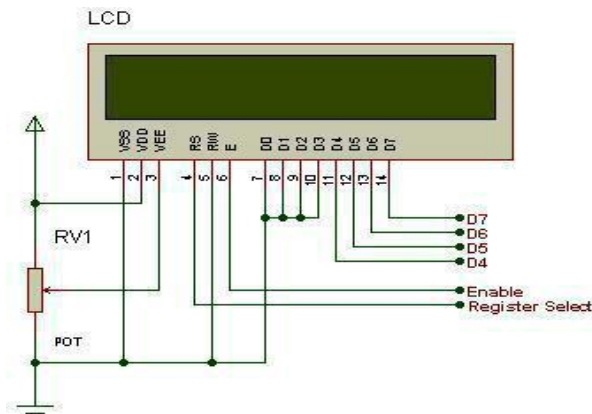 LCD
VSS VDD VEE RS RW E D0 D1 D2 D3 D4 D5 D6 D7
1 2 3 4 5 6 7 8 9 10 11 12 13 14
RV1
POT
D7
D6
D5
D4
Enable
Register Select